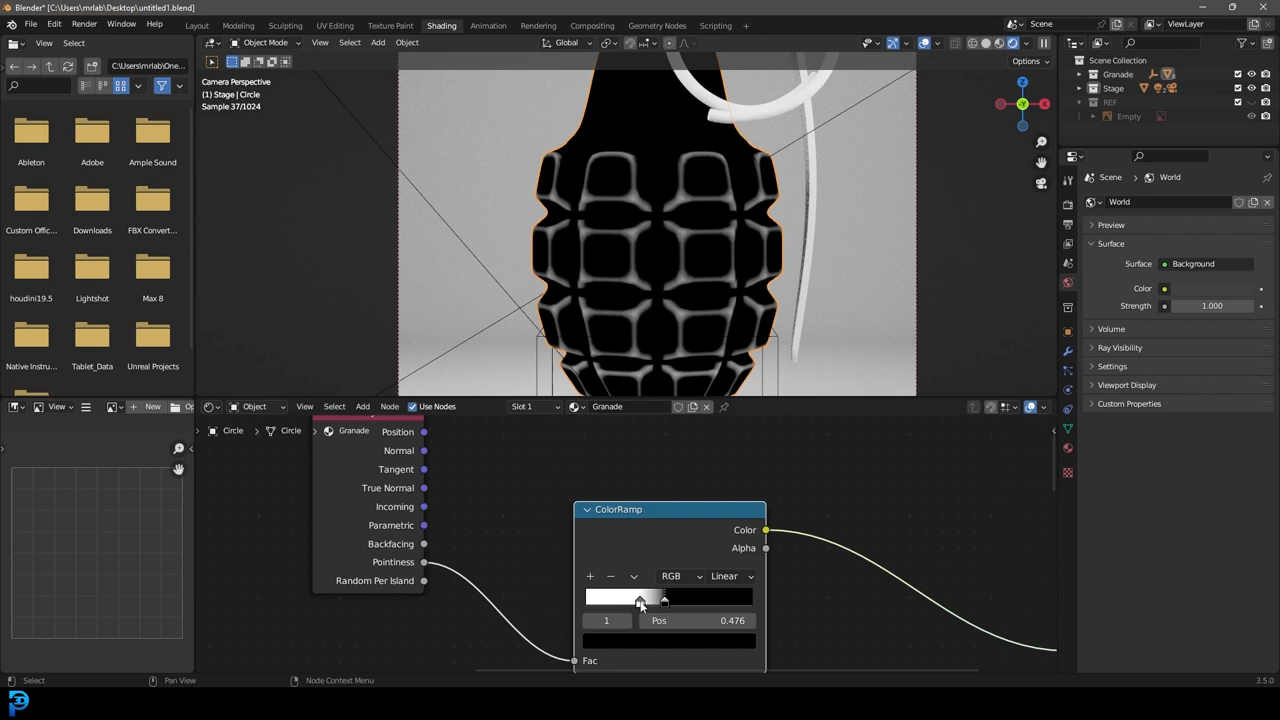 Blender* [C:\Users\mrlab\Desktop\untitled1.blend]
File Edit Render Window Help Layout Modeling Sculpting UV Editing Texture Paint Shading Animation Rendering Compositing Geometry Nodes Scripting + Scene ViewLayer
View Select Object Mode View Select Add Object Global
C:\Users\mrlab\One... Options
Camera Perspective
(1) Stage | Circle
Sample 37/1024
Ableton Adobe Ample Sound
Custom Offic... Downloads FBX Convert...
houdini19.5 Lightshot Max 8
Native Instru... Tablet_Data Unreal Projects
Z
Y
X
Scene Collection
Granade
Stage
REF
Empty
Scene World
World
Preview
Surface
Surface Background
Color
Strength 1.000
Volume
Ray Visibility
Settings
Viewport Display
Custom Properties
View + New Op Object View Select Add Node Use Nodes Slot 1 Granade
Circle > Circle > Granade
Position
Normal
Tangent
True Normal
Incoming
Parametric
Backfacing
Pointiness
Random Per Island
ColorRamp
Color
Alpha
+ − RGB Linear
1 Pos 0.476
Fac
Select Pan View Node Context Menu 3.5.0